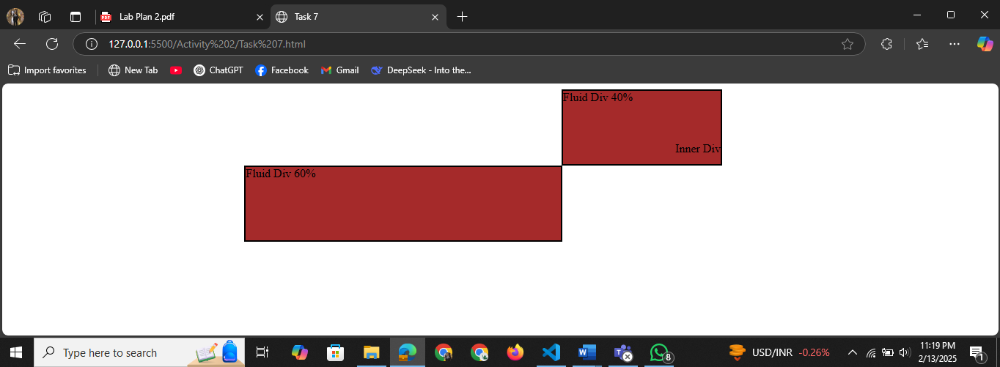 Lab Plan 2.pdf
Task 7
127.0.0.1:5500/Activity%202/Task%207.html
Import favorites
New Tab
ChatGPT
Facebook
Gmail
DeepSeek - Into the...
Fluid Div 40%
Inner Div
Fluid Div 60%
Type here to search
8
USD/INR -0.26%
11:19 PM
2/13/2025
1
PDF